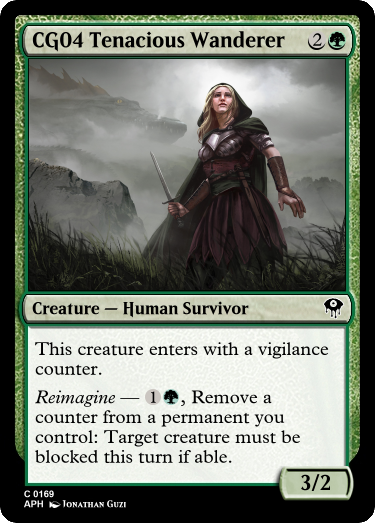 CG04 Tenacious Wanderer 2
Creature — Human Survivor
This creature enters with a vigilance
counter.
Reimagine — 1, Remove a
counter from a permanent you
control: Target creature must be
blocked this turn if able.
3/2
C 0169
APH Jonathan Guzi